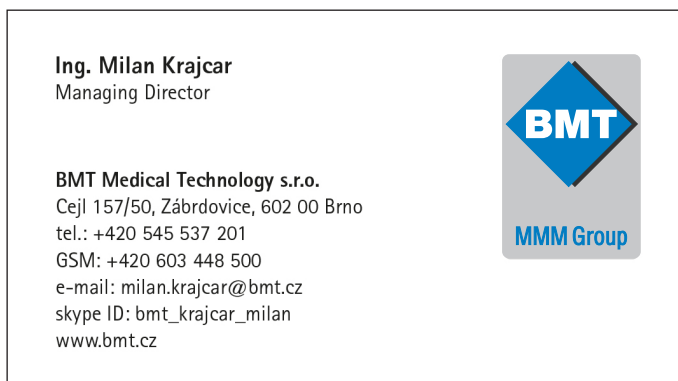 Ing. Milan Krajcar
Managing Director
BMT Medical Technology s.r.o.
Cejl 157/50, Zábrdovice, 602 00 Brno
tel.: +420 545 537 201
GSM: +420 603 448 500
e-mail: milan.krajcar@bmt.cz
skype ID: bmt_krajcar_milan
www.bmt.cz
BMT
MMM Group